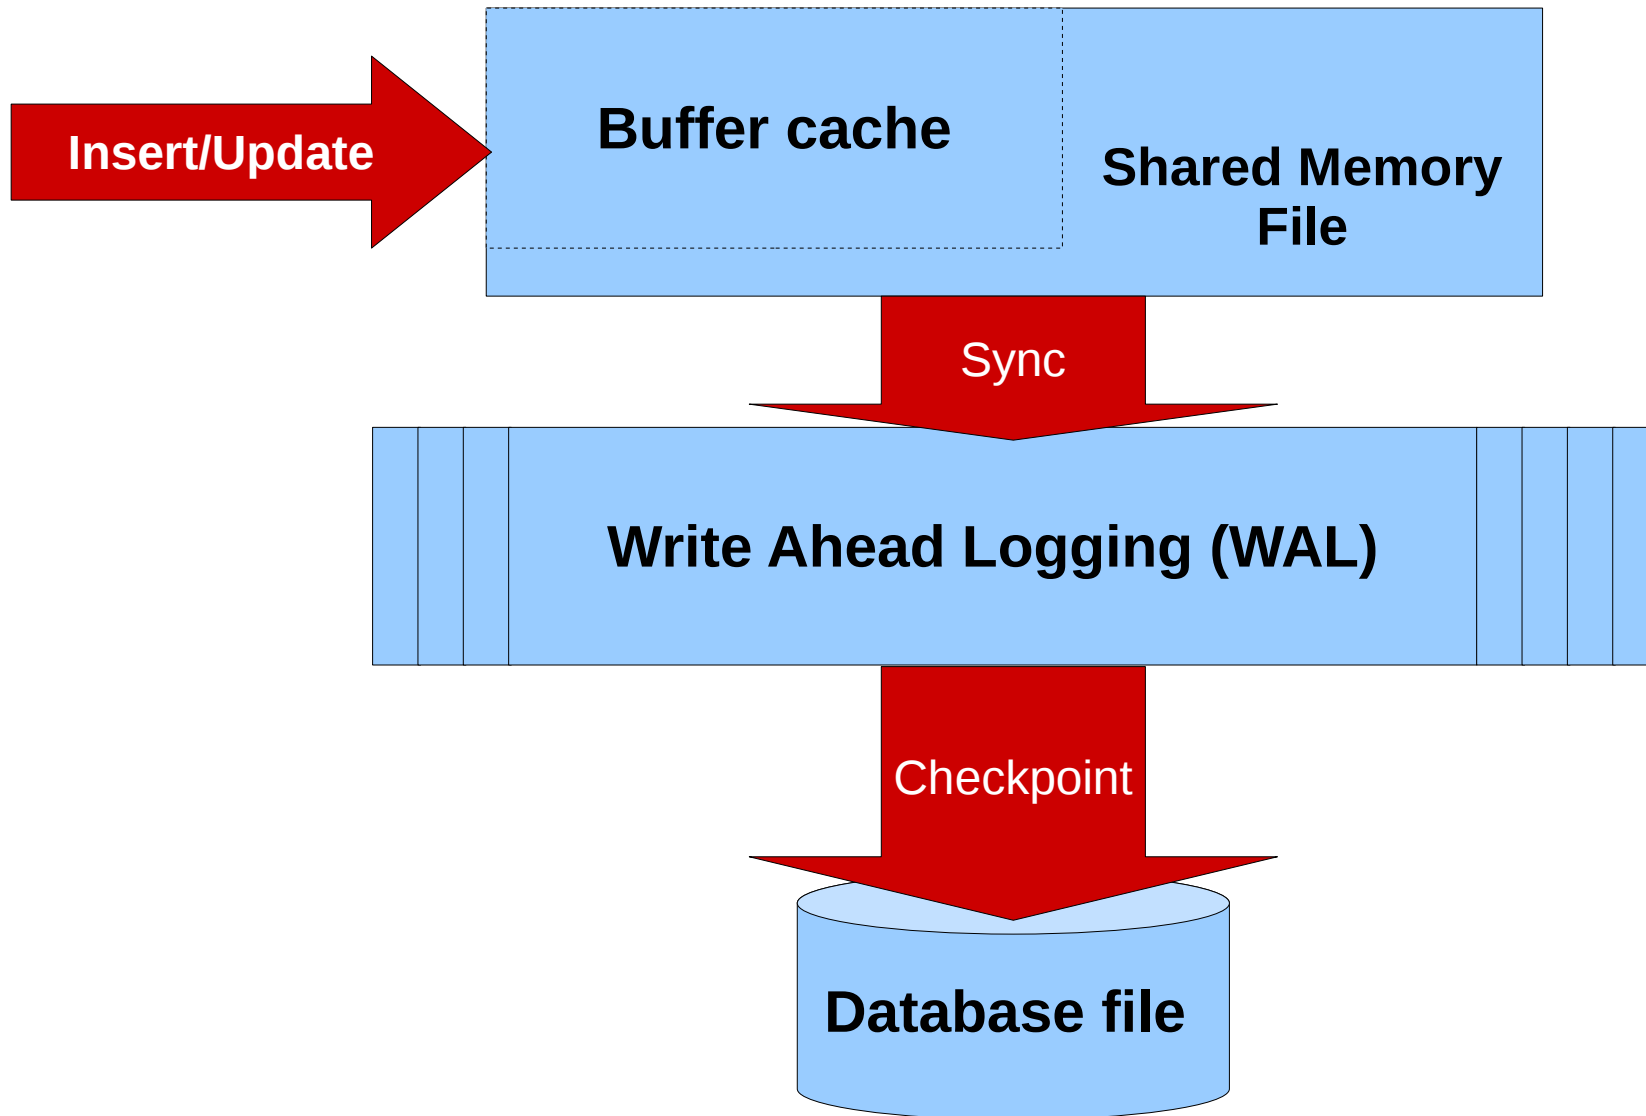 Buffer cache
Insert/Update
Shared Memory
File
Sync
Write Ahead Logging (WAL)
Checkpoint
Database file